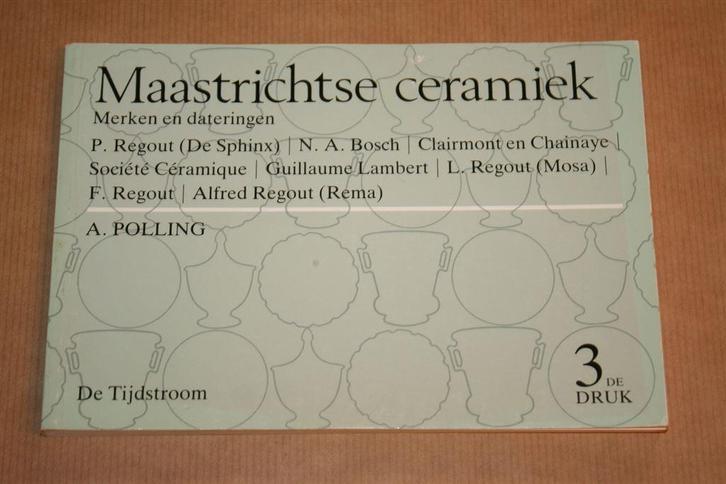 Maastrichtse ceramiek
Merken en dateringen
P. Regout (De Sphinx) | N. A. Bosch | Clairmont en Chainaye |
Société Céramique | Guillaume Lambert | L. Regout (Mosa) |
F. Regout | Alfred Regout (Rema)
A. POLLING
De Tijdstroom
3 DE
DRUK